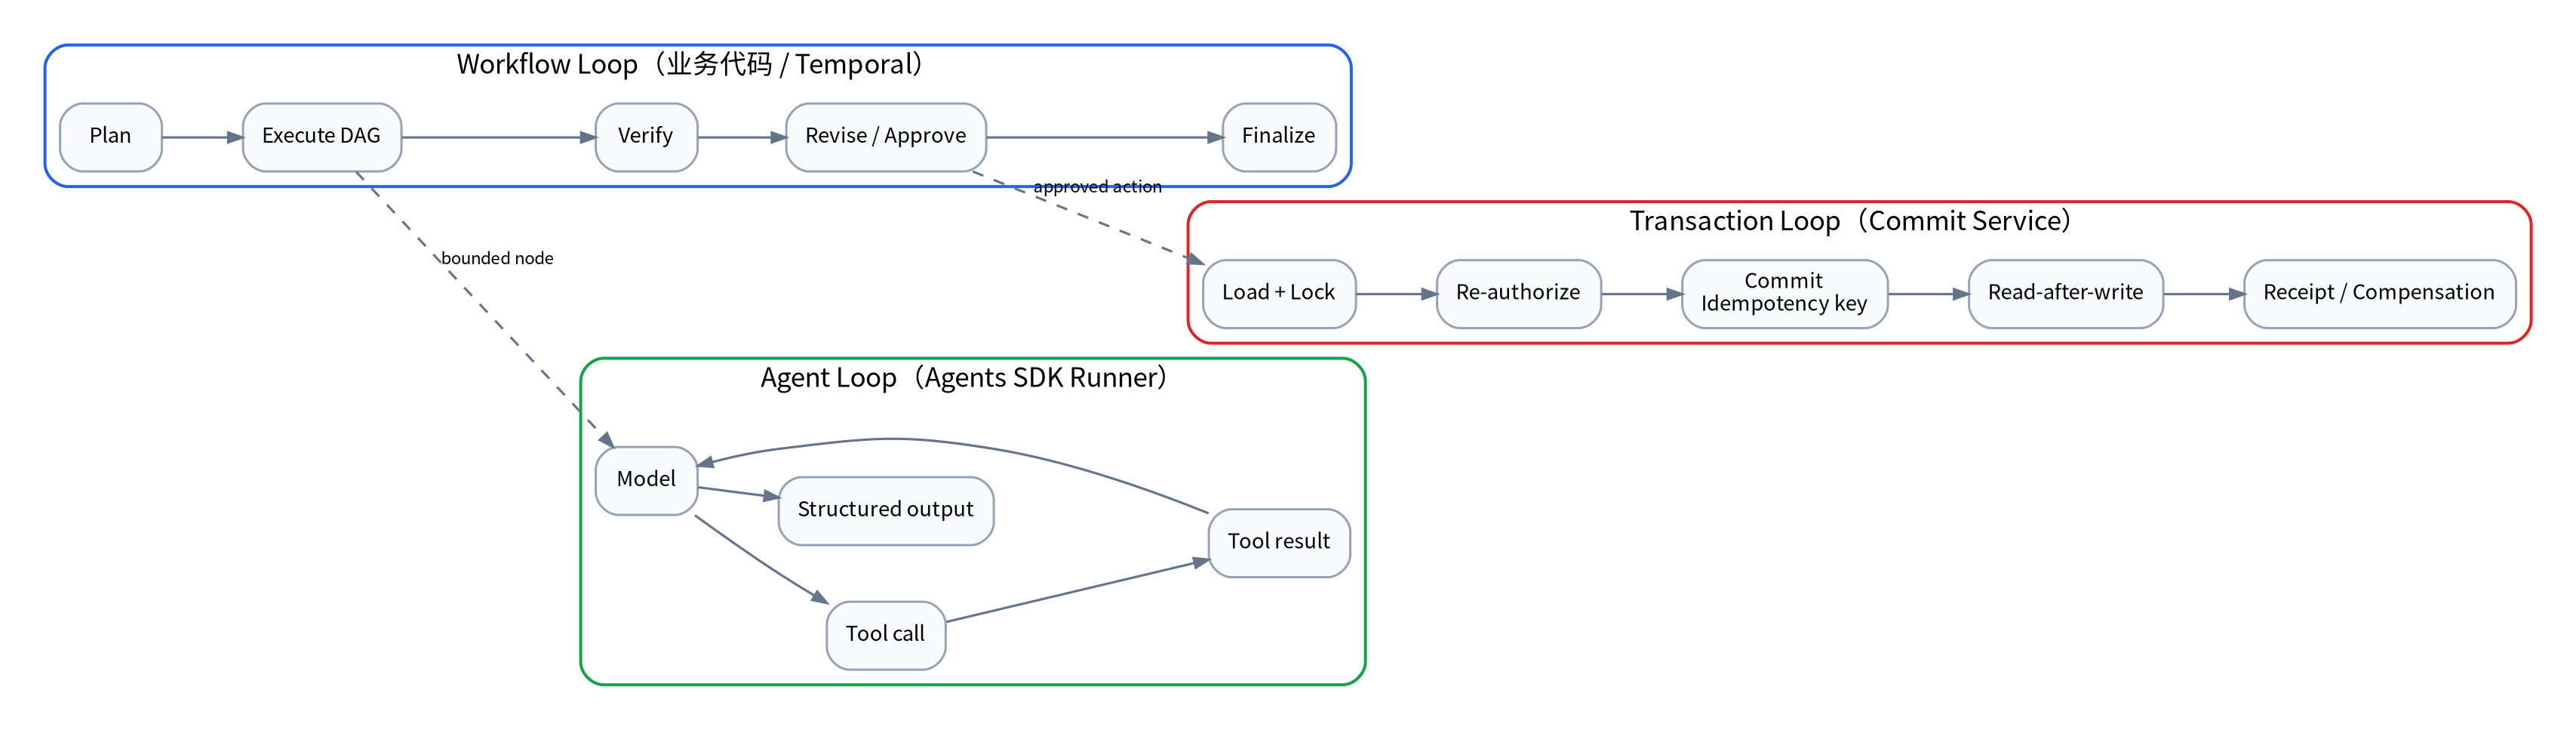 Workflow Loop（业务代码 / Temporal）
Plan
Execute DAG
Verify
Revise / Approve
Finalize
approved action
Transaction Loop（Commit Service）
bounded node
Load + Lock
Re-authorize
Commit
Idempotency key
Read-after-write
Receipt / Compensation
Agent Loop（Agents SDK Runner）
Model
Structured output
Tool result
Tool call